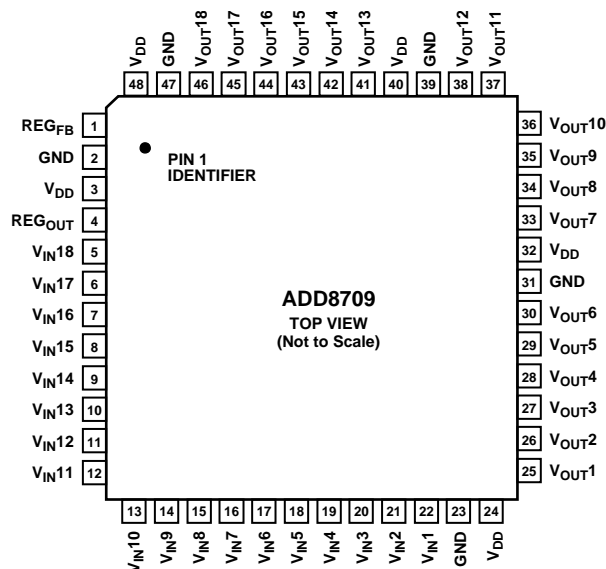 VDD
GND
VOUT18
VOUT17
VOUT16
VOUT15
VOUT14
VOUT13
VDD
GND
VOUT12
VOUT11
48
47
46
45
44
43
42
41
40
39
38
37
REGFB 1
GND 2
VDD 3
REGOUT 4
VIN18 5
VIN17 6
VIN16 7
VIN15 8
VIN14 9
VIN13 10
VIN12 11
VIN11 12
PIN 1
IDENTIFIER
ADD8709
TOP VIEW
(Not to Scale)
36 VOUT10
35 VOUT9
34 VOUT8
33 VOUT7
32 VDD
31 GND
30 VOUT6
29 VOUT5
28 VOUT4
27 VOUT3
26 VOUT2
25 VOUT1
13
14
15
16
17
18
19
20
21
22
23
24
VIN10
VIN9
VIN8
VIN7
VIN6
VIN5
VIN4
VIN3
VIN2
VIN1
GND
VDD